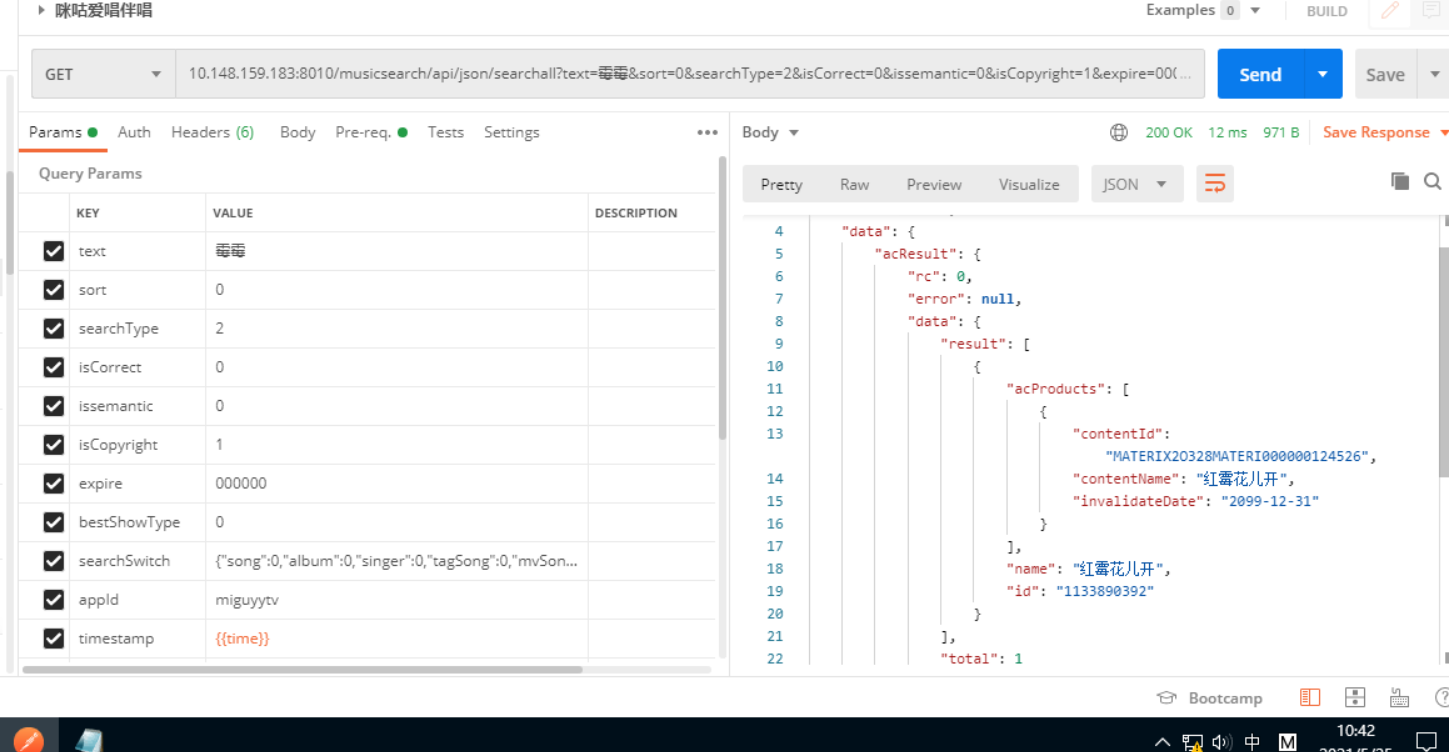 咪咕爱唱伴唱
Examples 0 BUILD
GET 10.148.159.183:8010/musicsearch/api/json/searchall?text=霉霉&sort=0&searchType=2&isCorrect=0&issemantic=0&isCopyright=1&expire=000... Send Save
Params Auth Headers (6) Body Pre-req. Tests Settings ••• Body 200 OK 12 ms 971 B Save Response
Query Params
Pretty Raw Preview Visualize JSON
KEY VALUE DESCRIPTION
text 霉霉
sort 0
searchType 2
isCorrect 0
issemantic 0
isCopyright 1
expire 000000
bestShowType 0
searchSwitch {"song":0,"album":0,"singer":0,"tagSong":0,"mvSon...
appId miguyytv
timestamp {{time}}
4 "data": {
5 "acResult": {
6 "rc": 0,
7 "error": null,
8 "data": {
9 "result": [
10 {
11 "acProducts": [
12 {
13 "contentId":
"MATERIX2O328MATERI000000124526",
14 "contentName": "红霉花儿开",
15 "invalidateDate": "2099-12-31"
16 }
17 ],
18 "name": "红霉花儿开",
19 "id": "1133890392"
20 }
21 ],
22 "total": 1
Bootcamp
中 M 10:42